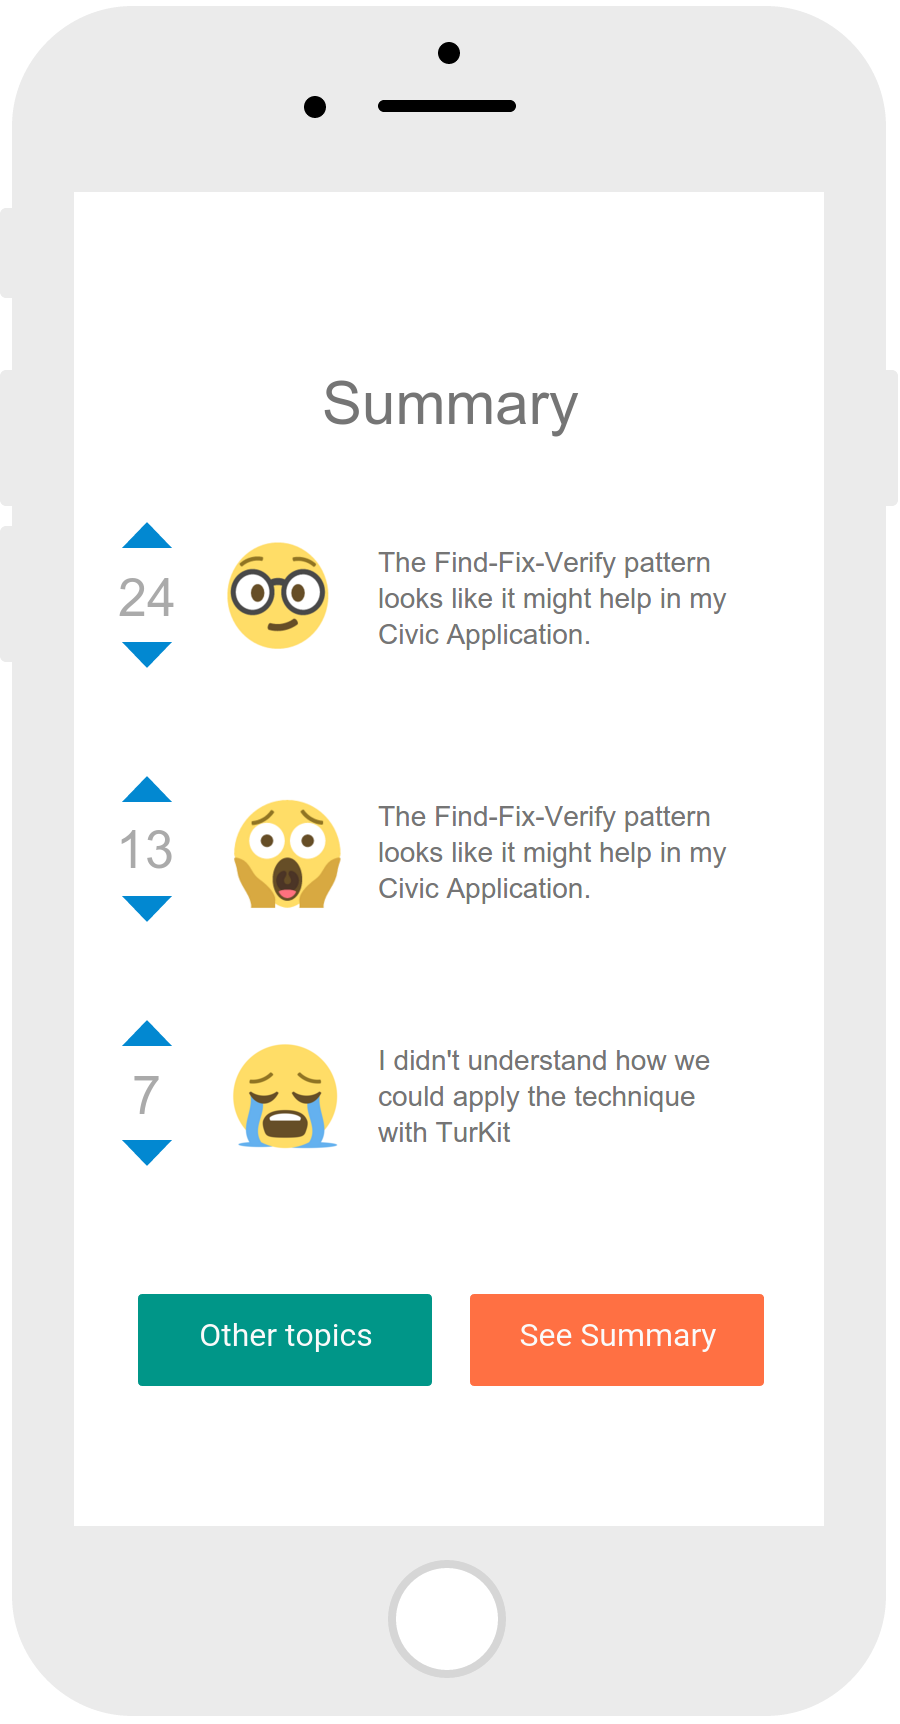 Summary
24
The Find-Fix-Verify pattern
looks like it might help in my
Civic Application.
13
The Find-Fix-Verify pattern
looks like it might help in my
Civic Application.
7
I didn't understand how we
could apply the technique
with TurKit
Other topics
See Summary